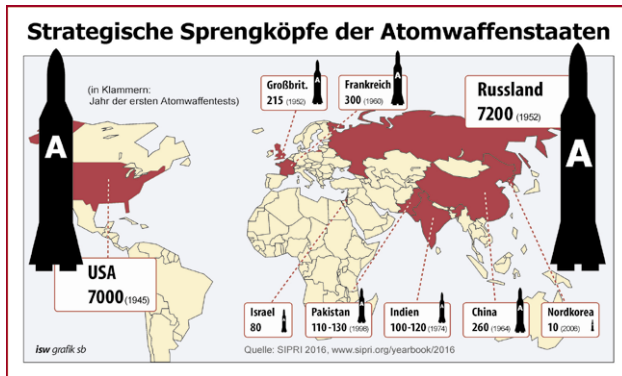 Strategische Sprengköpfe der Atomwaffenstaaten
(in Klammern:
Jahr der ersten Atomwaffentests)
Großbrit.
215 (1952)
Frankreich
300 (1960)
Russland
7200 (1952)
A
A
A
A
USA
7000 (1945)
Israel
80
Pakistan
110-130 (1998)
Indien
100-120 (1974)
China
260 (1964)
A
Nordkorea
10 (2006)
isw grafik sb
Quelle: SIPRI 2016, www.sipri.org/yearbook/2016